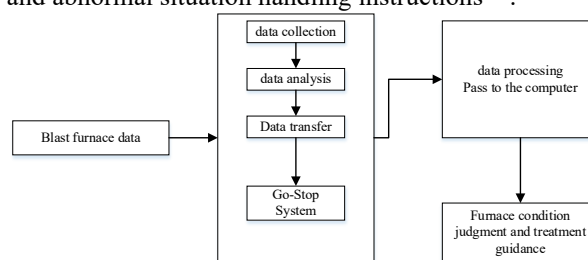 and abnormal situation handling instructions
data collection
data analysis
Data transfer
Go-Stop
System
Blast furnace data
data processing
Pass to the computer
Furnace condition
judgment and treatment
guidance